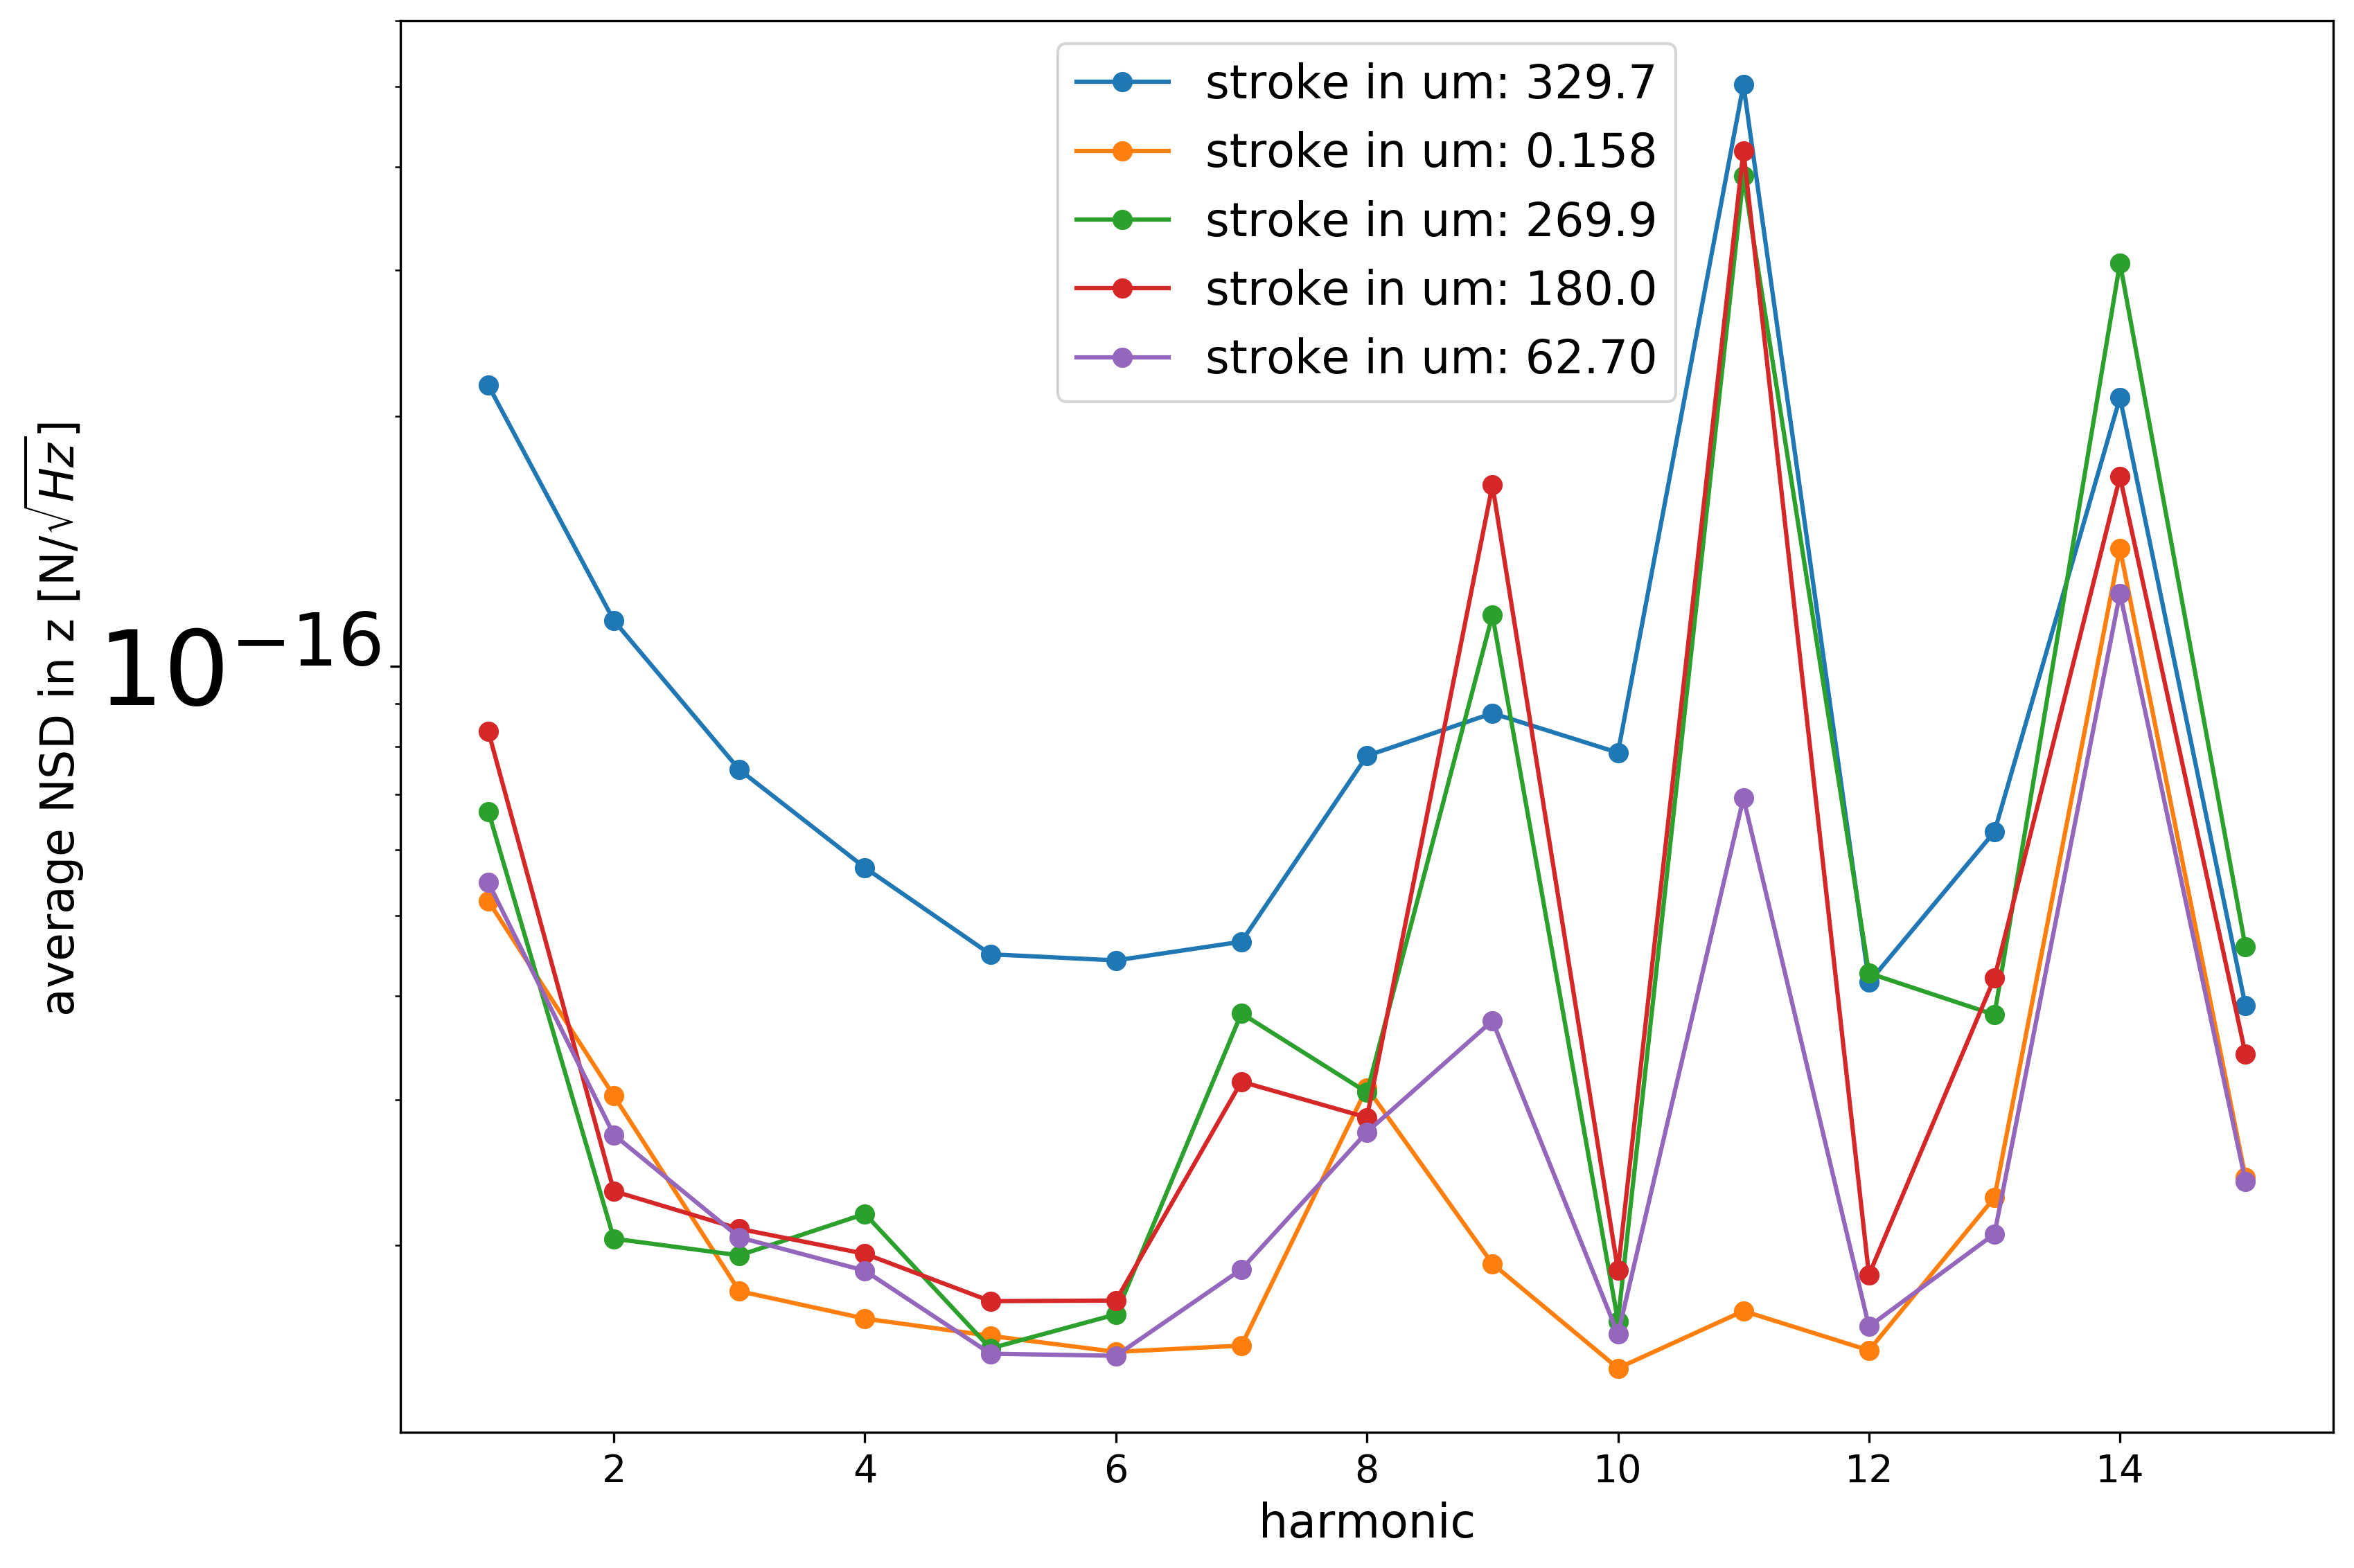 stroke in um: 329.7
stroke in um: 0.158
stroke in um: 269.9
stroke in um: 180.0
stroke in um: 62.70
average NSD in z [N/√Hz]
10⁻¹⁶
2 4 6 8 10 12 14
harmonic